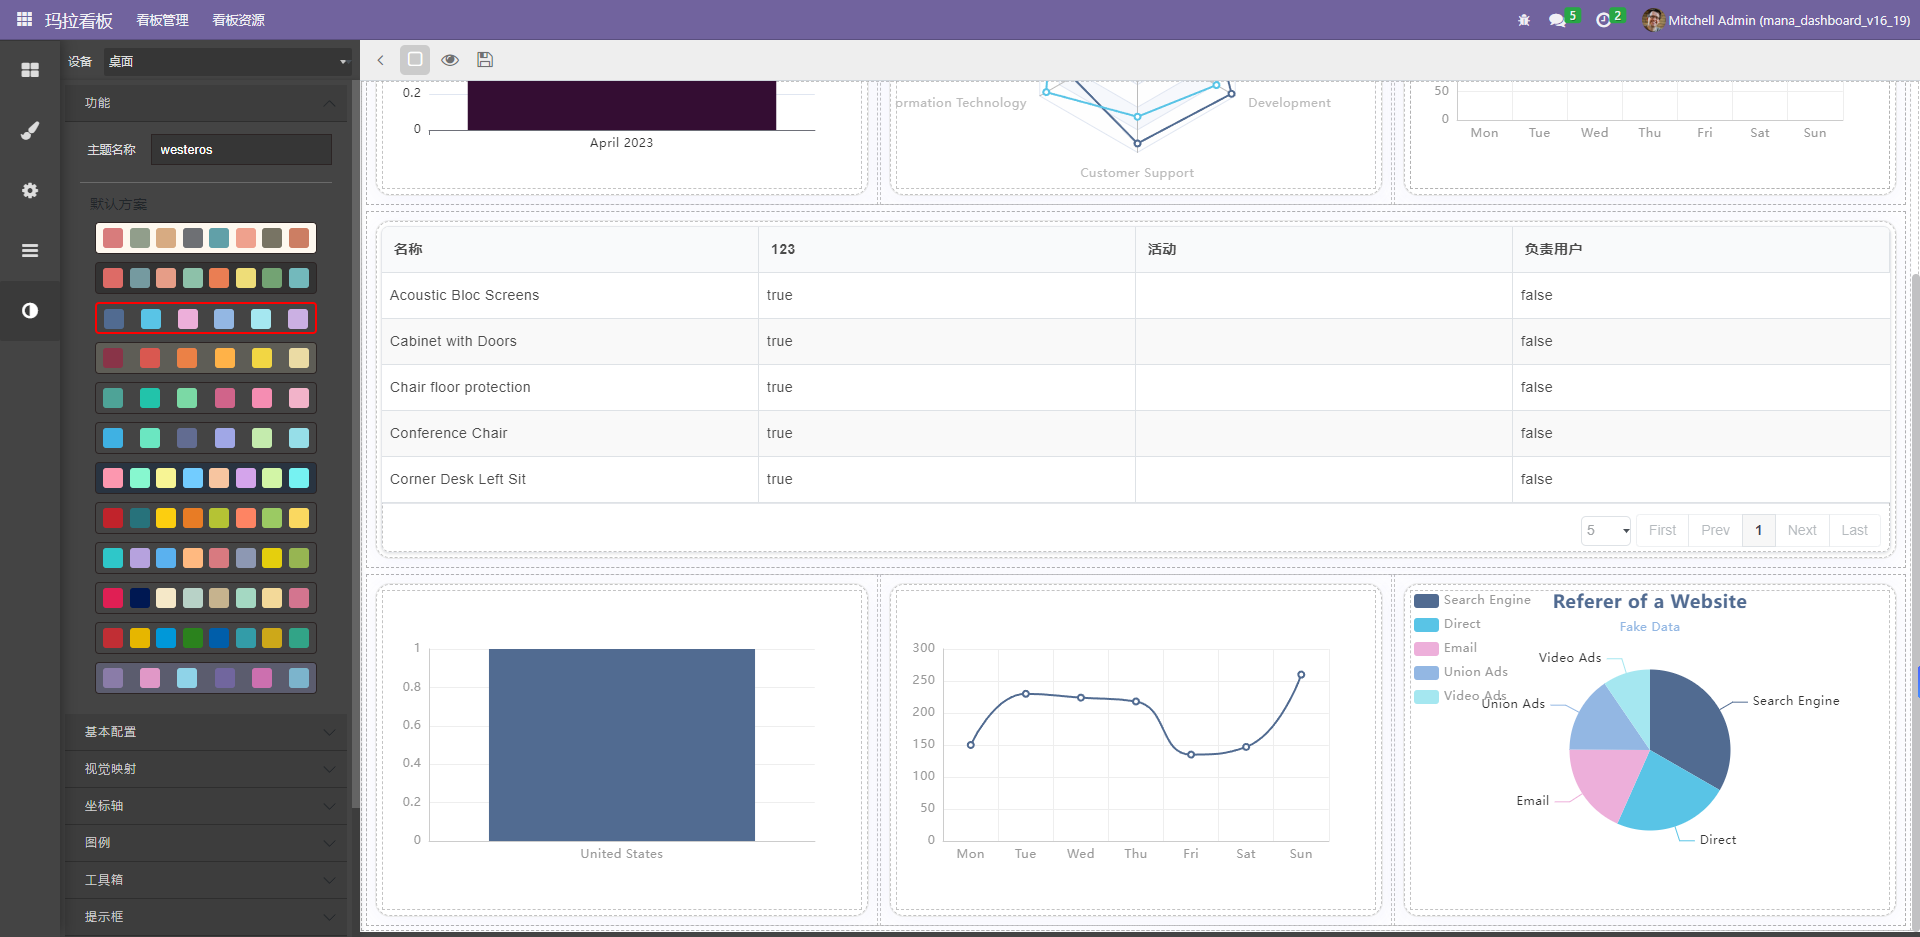 玛拉看板 看板管理 看板资源 5 2 Mitchell Admin (mana_dashboard_v16_19)
设备 桌面
功能
主题名称 westeros
默认方案
基本配置
视觉映射
坐标轴
图例
工具箱
提示框
0.2
0
April 2023
ormation Technology
Development
Customer Support
50
0
Mon Tue Wed Thu Fri Sat Sun
名称 123 活动 负责用户
Acoustic Bloc Screens true false
Cabinet with Doors true false
Chair floor protection true false
Conference Chair true false
Corner Desk Left Sit true false
5 First Prev 1 Next Last
1
0.8
0.6
0.4
0.2
0
United States
300
250
200
150
100
50
0
Mon Tue Wed Thu Fri Sat Sun
Referer of a Website
Fake Data
Search Engine
Direct
Email
Union Ads
Video Ads
Video Ads
Union Ads
Search Engine
Email
Direct